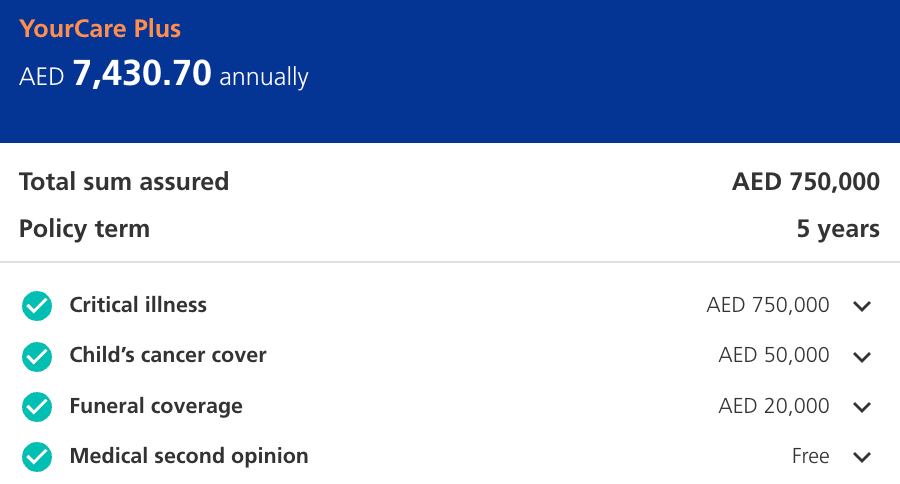 YourCare Plus
AED 7,430.70 annually
Total sum assured AED 750,000
Policy term 5 years
Critical illness AED 750,000
Child’s cancer cover AED 50,000
Funeral coverage AED 20,000
Medical second opinion Free